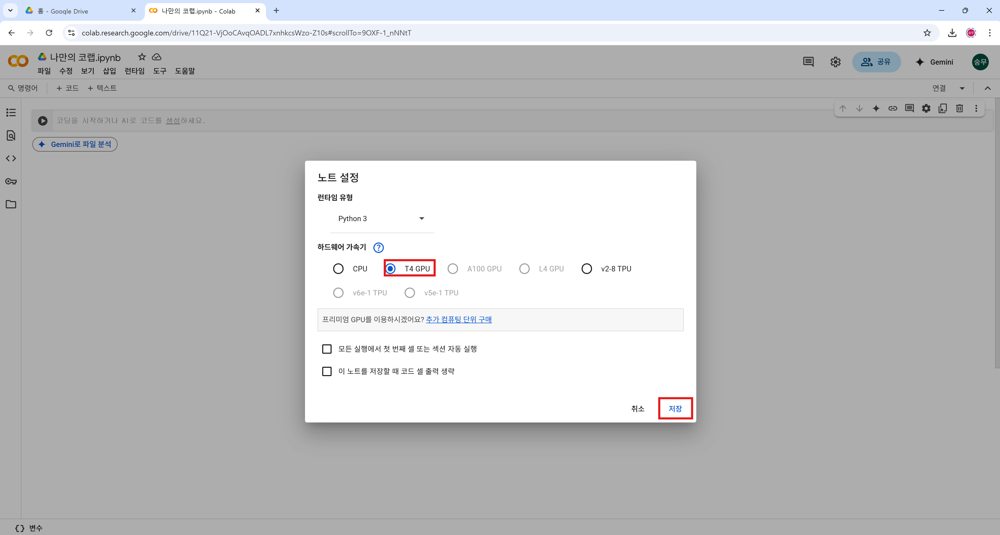 홈 - Google Drive
나만의 코랩.ipynb - Colab
colab.research.google.com/drive/11Q21-VjOoCAvqOADL7xnhkcsWzo-Z10s#scrollTo=9OXF-1_nNNtT
숭무
나만의 코랩.ipynb
파일 수정 보기 삽입 런타임 도구 도움말
공유
Gemini
숭무
명령어
+ 코드 + 텍스트
연결
코딩을 시작하거나 AI로 코드를 생성하세요.
Gemini로 파일 분석
노트 설정
런타임 유형
Python 3
하드웨어 가속기
CPU T4 GPU A100 GPU L4 GPU v2-8 TPU
v6e-1 TPU v5e-1 TPU
프리미엄 GPU를 이용하시겠어요? 추가 컴퓨팅 단위 구매
모든 실행에서 첫 번째 셀 또는 섹션 자동 실행
이 노트를 저장할 때 코드 셀 출력 생략
취소 저장
변수